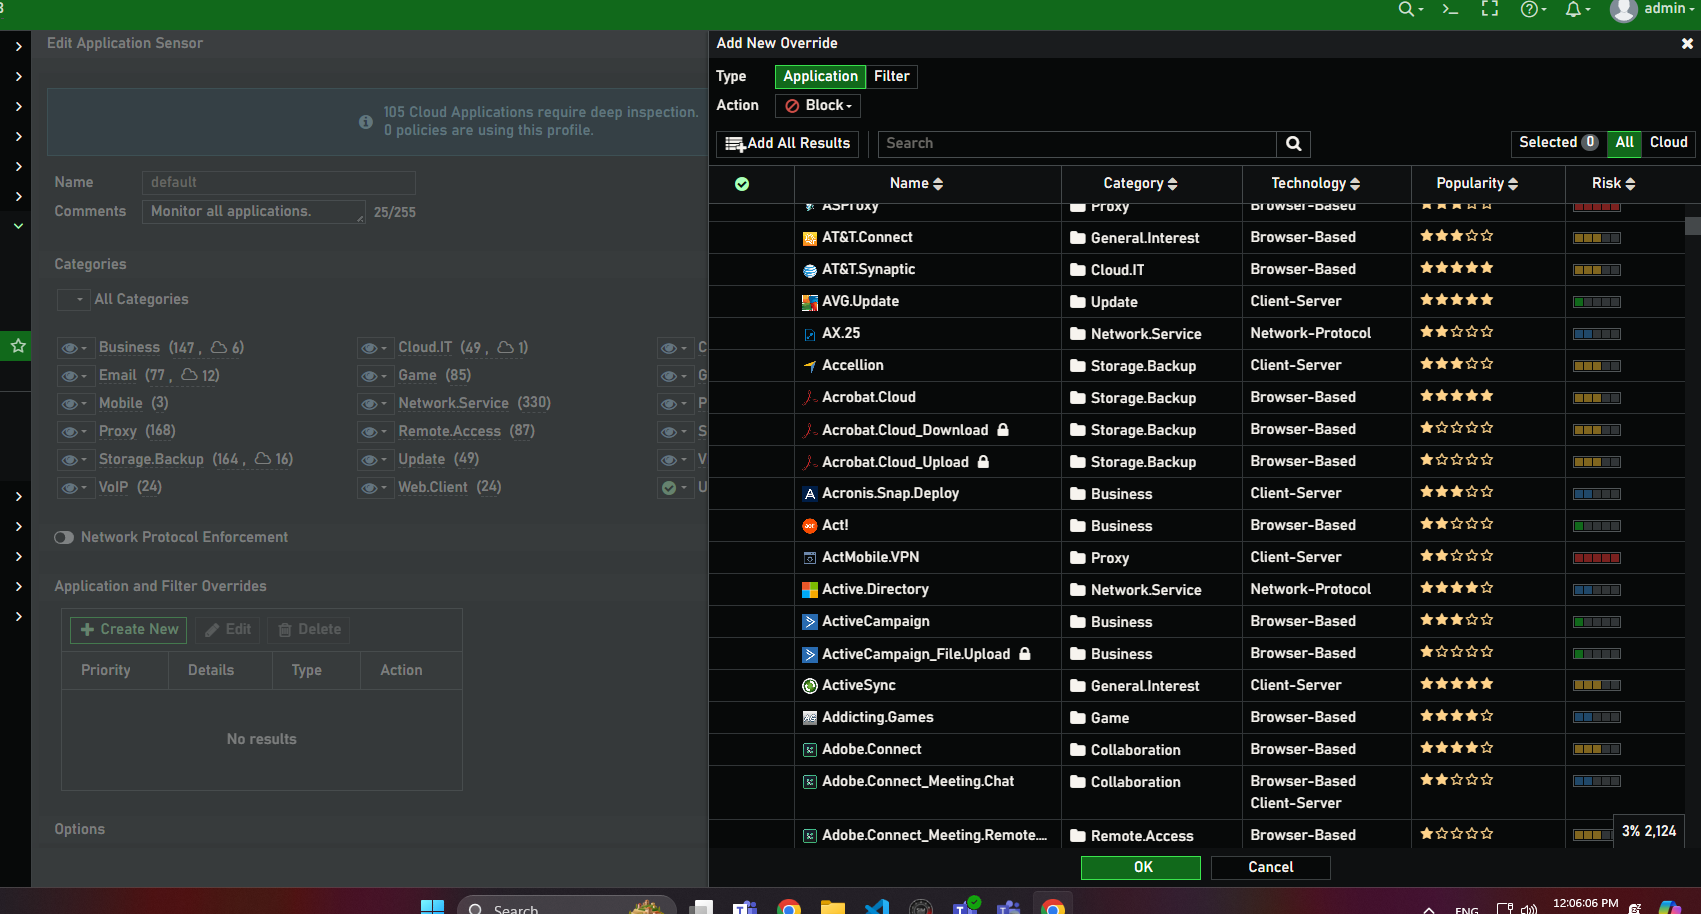 admin
Edit Application Sensor
105 Cloud Applications require deep inspection.
0 policies are using this profile.
Name default
Comments Monitor all applications. 25/255
Categories
All Categories
Business (147, 6) Cloud.IT (49, 1)
Email (77, 12) Game (85)
Mobile (3) Network.Service (330)
Proxy (168) Remote.Access (87)
Storage.Backup (164, 16) Update (49)
VoIP (24) Web.Client (24)
Network Protocol Enforcement
Application and Filter Overrides
Create New Edit Delete
Priority Details Type Action
No results
Options
Add New Override
Type Application Filter
Action Block
Add All Results Search Selected 0 All Cloud
Name Category Technology Popularity Risk
ASProxy Proxy Browser-Based
AT&T.Connect General.Interest Browser-Based
AT&T.Synaptic Cloud.IT Browser-Based
AVG.Update Update Client-Server
AX.25 Network.Service Network-Protocol
Accellion Storage.Backup Client-Server
Acrobat.Cloud Storage.Backup Browser-Based
Acrobat.Cloud_Download Storage.Backup Browser-Based
Acrobat.Cloud_Upload Storage.Backup Browser-Based
Acronis.Snap.Deploy Business Client-Server
Act! Business Browser-Based
ActMobile.VPN Proxy Client-Server
Active.Directory Network.Service Network-Protocol
ActiveCampaign Business Browser-Based
ActiveCampaign_File.Upload Business Browser-Based
ActiveSync General.Interest Client-Server
Addicting.Games Game Browser-Based
Adobe.Connect Collaboration Browser-Based
Adobe.Connect_Meeting.Chat Collaboration Browser-Based
Client-Server
Adobe.Connect_Meeting.Remote.... Remote.Access Browser-Based
3% 2,124
OK Cancel
Search ENG 12:06:06 PM